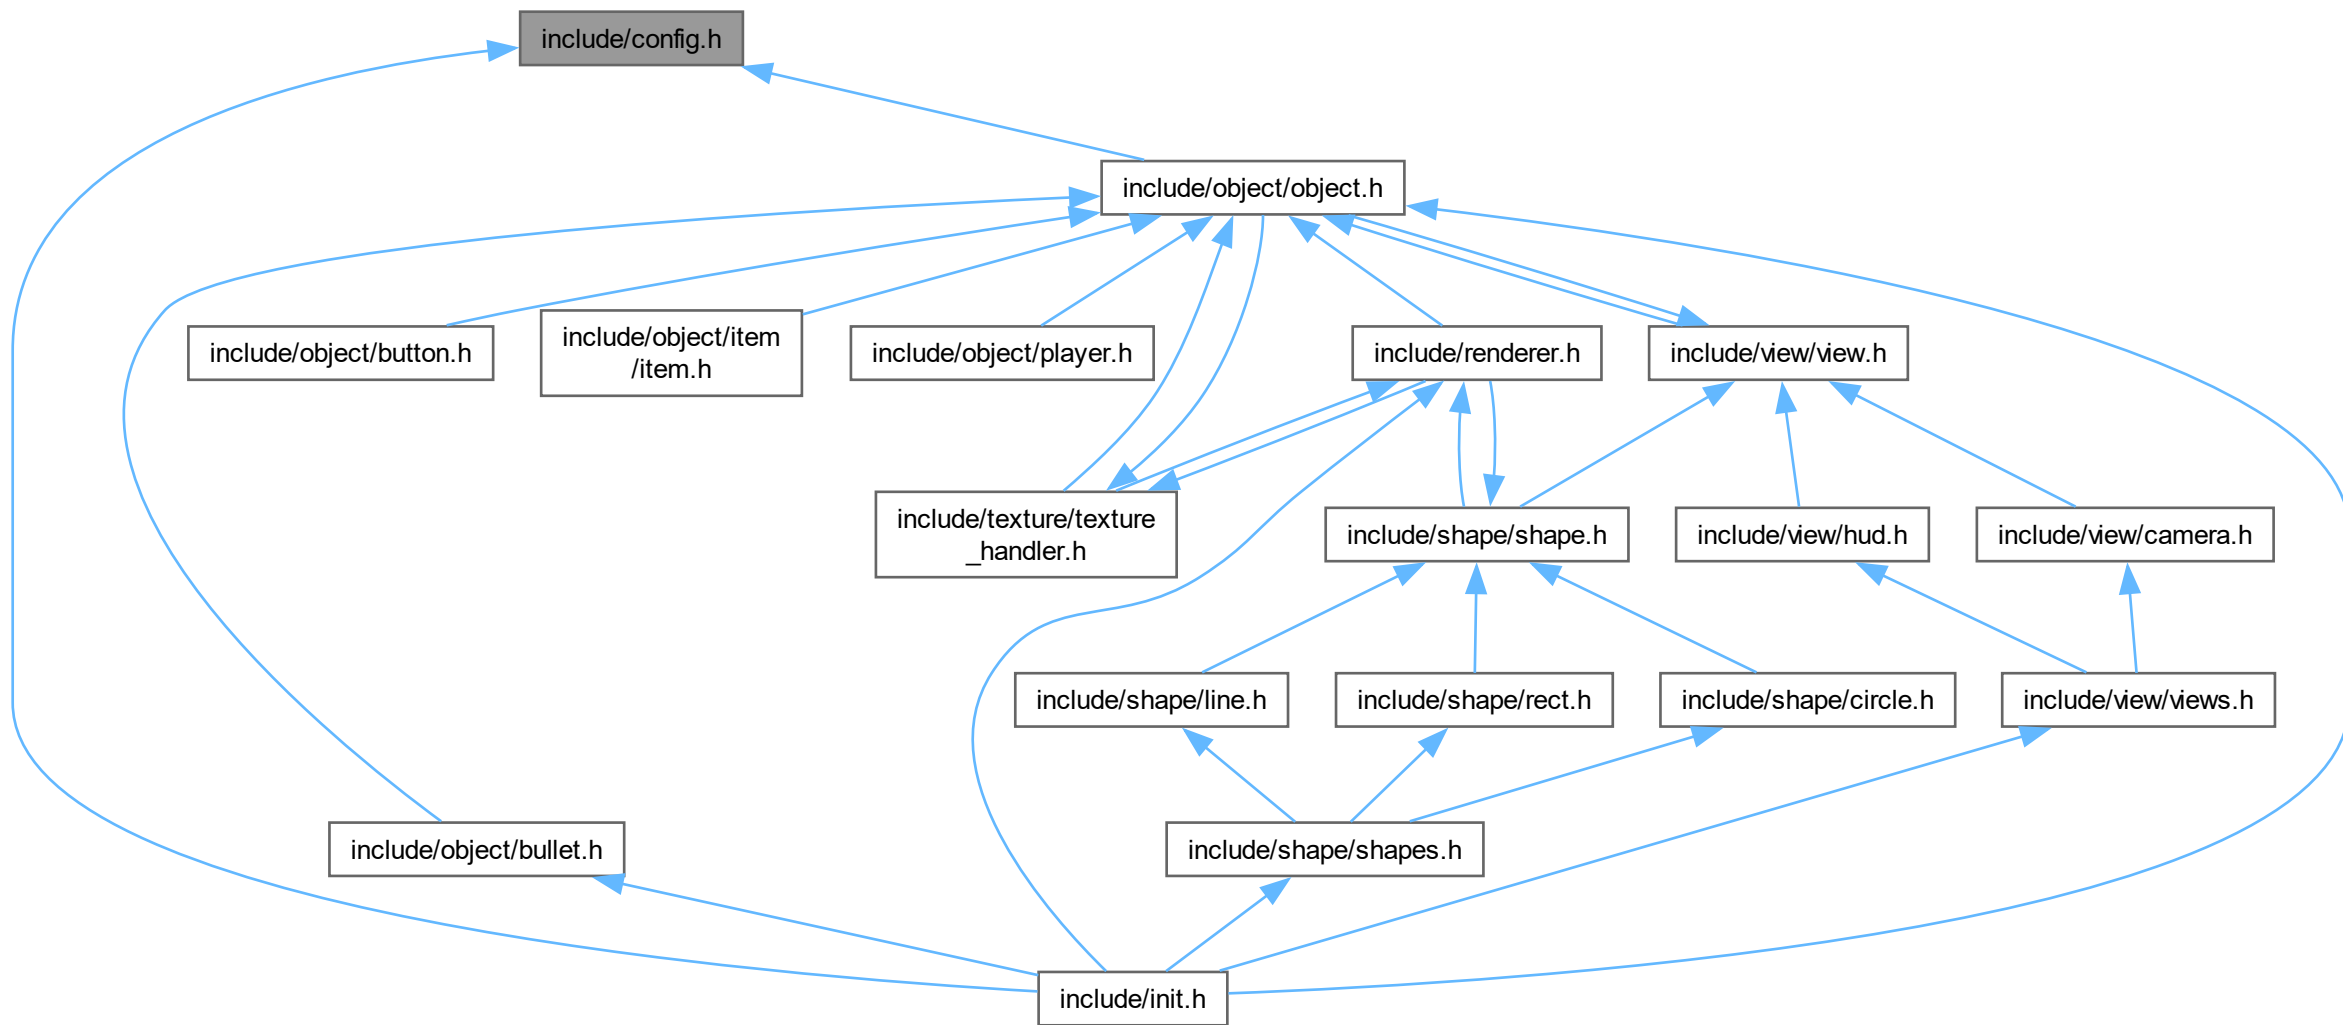 include/config.h
include/object/object.h
include/object/button.h
include/object/item
/item.h
include/object/player.h
include/renderer.h
include/view/view.h
include/texture/texture
_handler.h
include/shape/shape.h
include/view/hud.h
include/view/camera.h
include/shape/line.h
include/shape/rect.h
include/shape/circle.h
include/view/views.h
include/object/bullet.h
include/shape/shapes.h
include/init.h